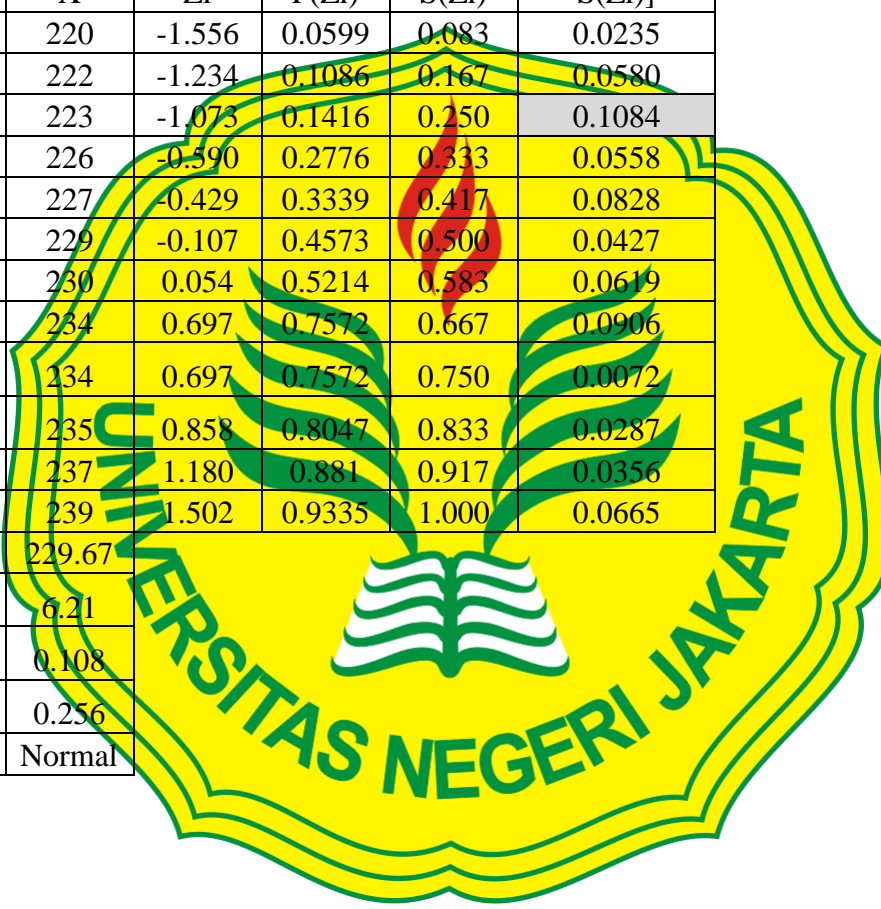 X Zi F(Zi) S(Zi) S(Zi)]
220 -1.556 0.0599 0.083 0.0235
222 -1.234 0.1086 0.167 0.0580
223 -1.073 0.1416 0.250 0.1084
226 -0.590 0.2776 0.333 0.0558
227 -0.429 0.3339 0.417 0.0828
229 -0.107 0.4573 0.500 0.0427
230 0.054 0.5214 0.583 0.0619
234 0.697 0.7572 0.667 0.0906
234 0.697 0.7572 0.750 0.0072
235 0.858 0.8047 0.833 0.0287
237 1.180 0.881 0.917 0.0356
239 1.502 0.9335 1.000 0.0665
229.67
6.21
0.108
0.256
Normal
UNIVERSITAS NEGERI JAKARTA